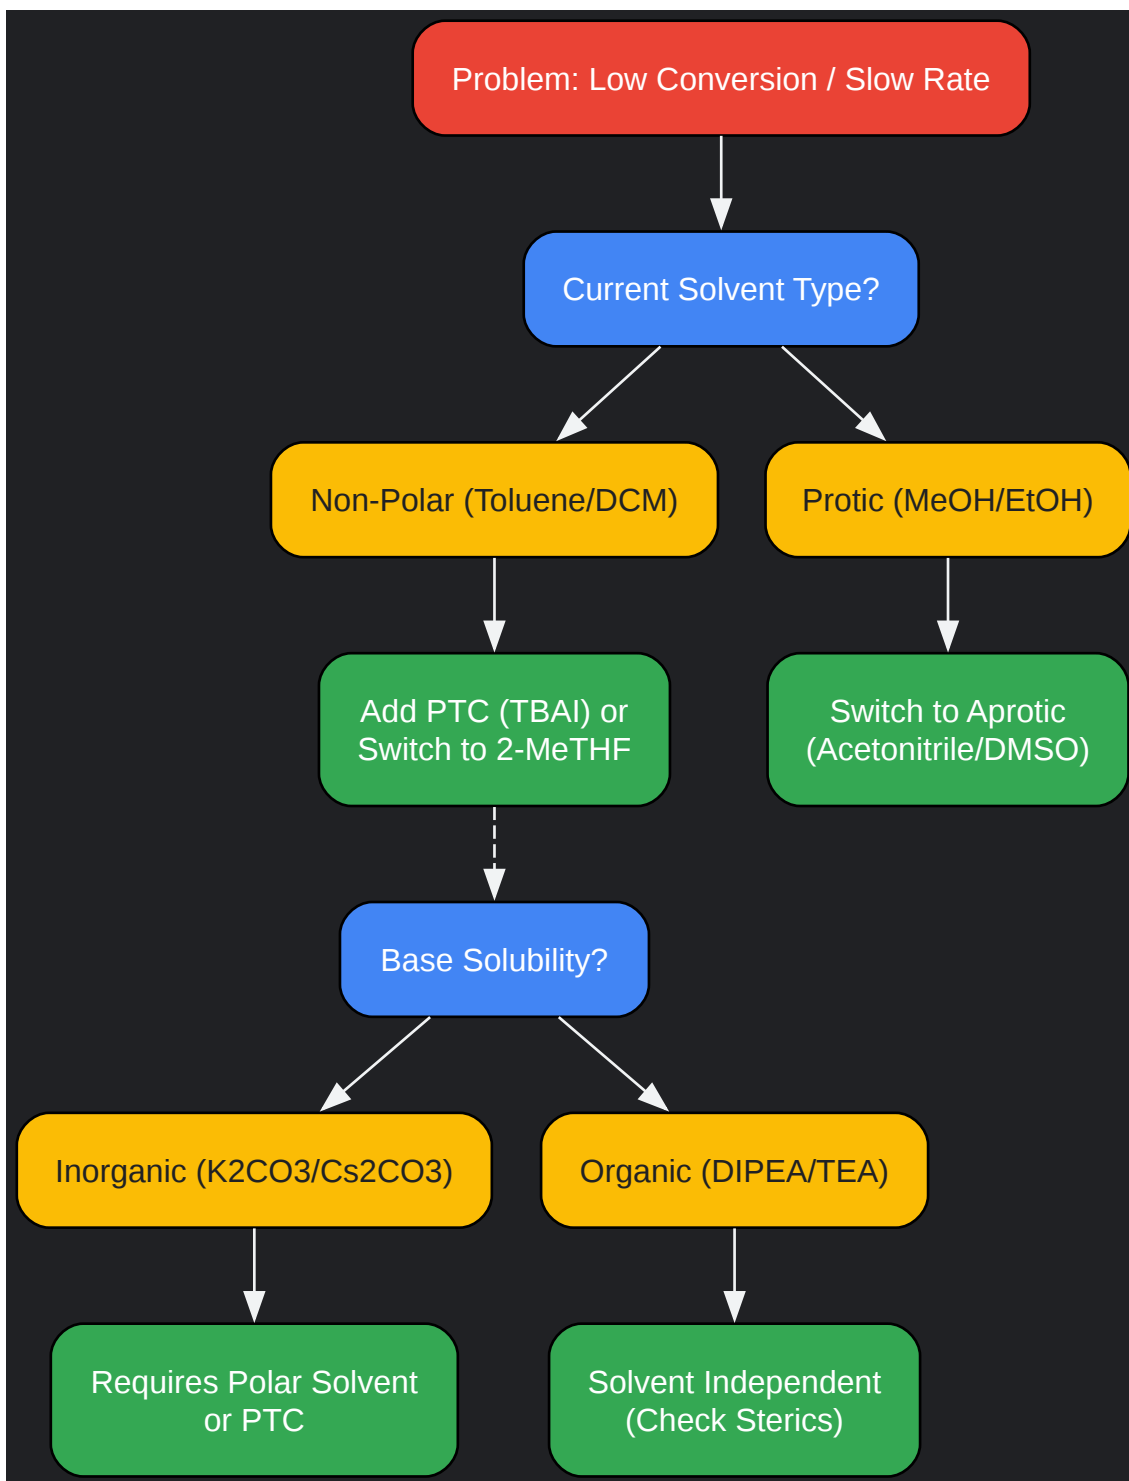 Problem: Low Conversion / Slow Rate
Current Solvent Type?
Non-Polar (Toluene/DCM)
Protic (MeOH/EtOH)
Add PTC (TBAI) or
Switch to 2-MeTHF
Switch to Aprotic
(Acetonitrile/DMSO)
Base Solubility?
Inorganic (K2CO3/Cs2CO3)
Organic (DIPEA/TEA)
Requires Polar Solvent
or PTC
Solvent Independent
(Check Sterics)